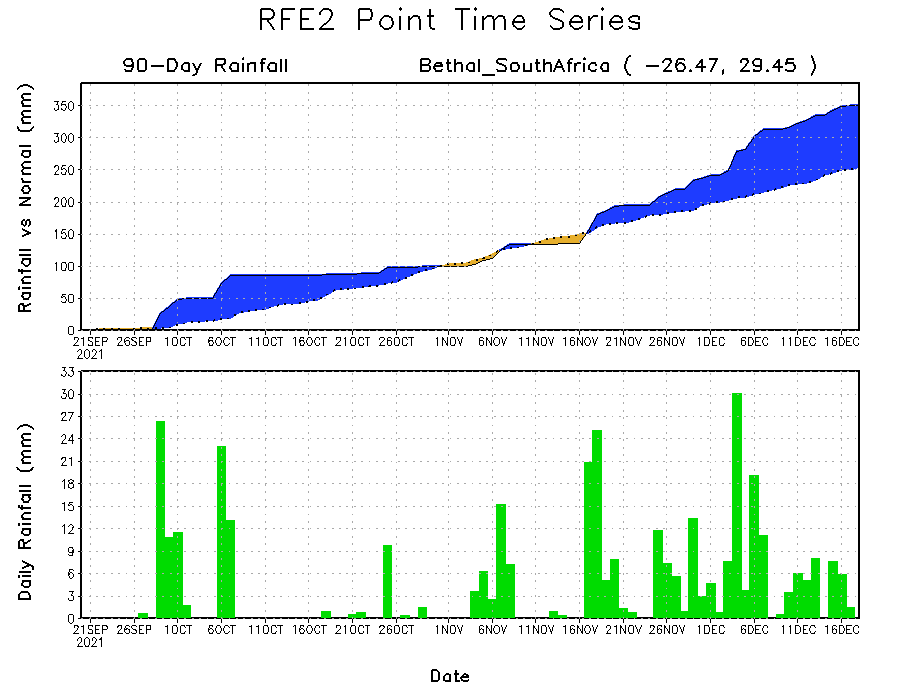 RFE2 Point Time Series
90-Day Rainfall
Bethal_SouthAfrica ( -26.47, 29.45 )
Rainfall vs Normal (mm)
350
300
250
200
150
100
50
0
21SEP 26SEP 1OCT 6OCT 11OCT 16OCT 21OCT 26OCT 1NOV 6NOV 11NOV 16NOV 21NOV 26NOV 1DEC 6DEC 11DEC 16DEC
2021
Daily Rainfall (mm)
33
30
27
24
21
18
15
12
9
6
3
0
21SEP 26SEP 1OCT 6OCT 11OCT 16OCT 21OCT 26OCT 1NOV 6NOV 11NOV 16NOV 21NOV 26NOV 1DEC 6DEC 11DEC 16DEC
2021
Date